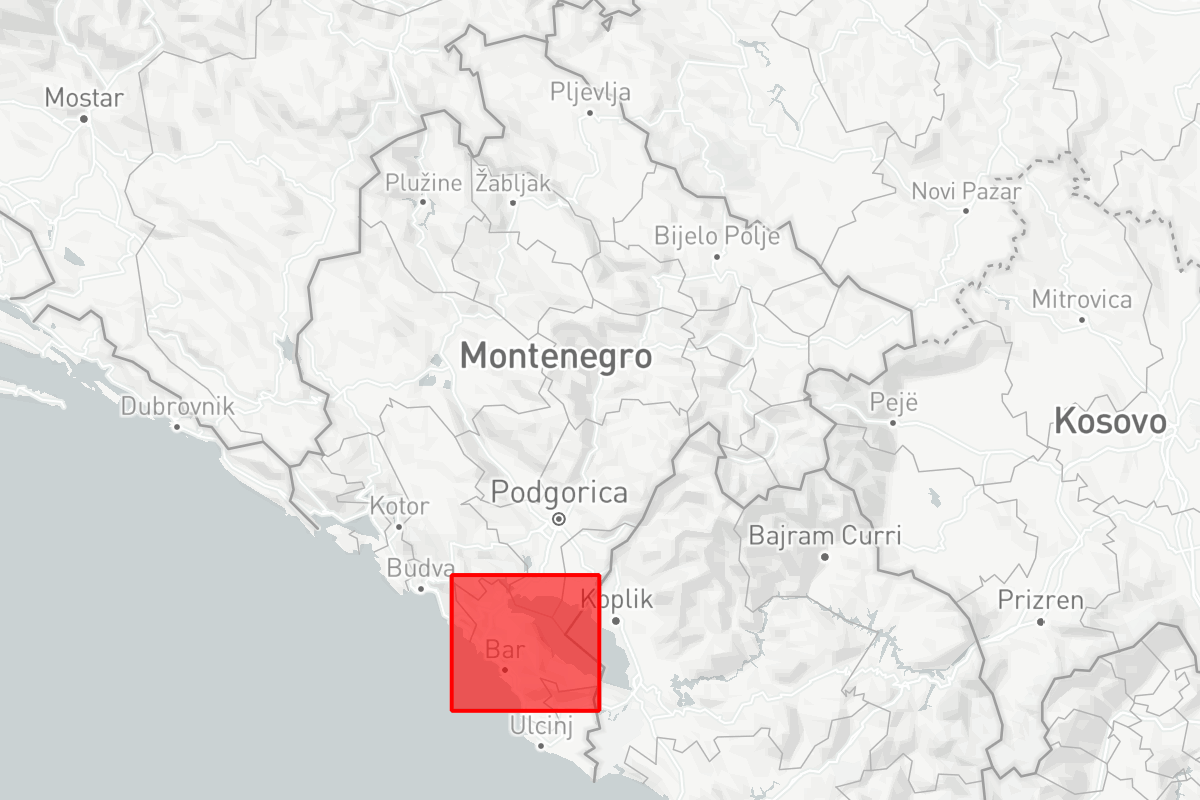 Pljevlja
Mostar
Plužine
Žabljak
Novi Pazar
Bijelo Polje
Mitrovica
Montenegro
Dubrovnik
Pejë
Kosovo
Podgorica
Kotor
Bajram Curri
Budva
Koplik
Prizren
Bar
Ulcinj